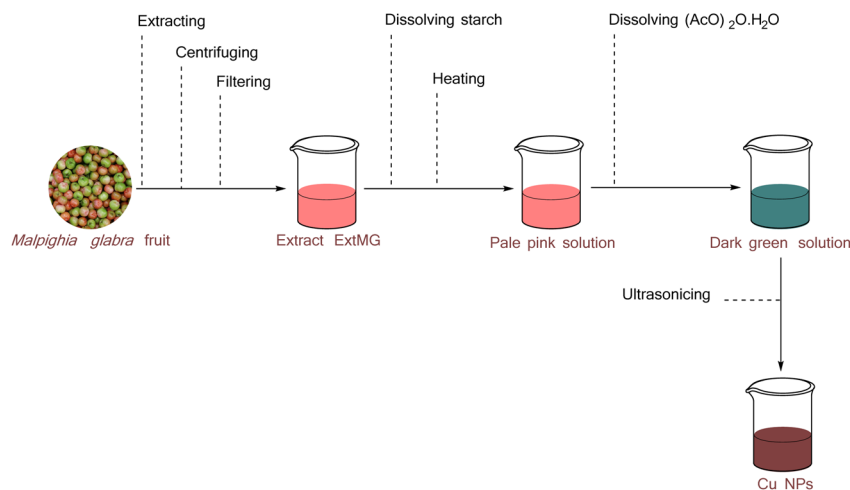 Extracting
Centrifuging
Filtering
Dissolving starch
Heating
Dissolving (AcO) ₂O.H₂O
Malpighia glabra fruit
Extract ExtMG
Pale pink solution
Dark green solution
Ultrasonicing
Cu NPs